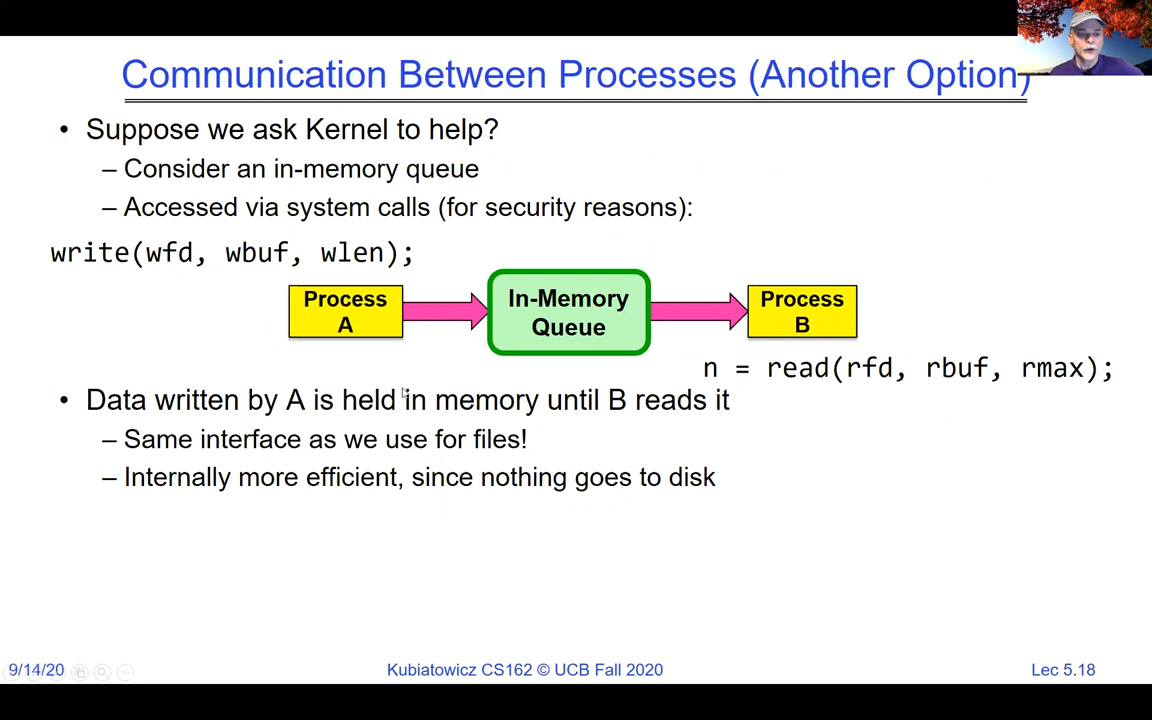 Communication Between Processes (Another Option)
• Suppose we ask Kernel to help?
– Consider an in-memory queue
– Accessed via system calls (for security reasons):
write(wfd, wbuf, wlen);
Process
A
In-Memory
Queue
Process
B
n = read(rfd, rbuf, rmax);
• Data written by A is held in memory until B reads it
– Same interface as we use for files!
– Internally more efficient, since nothing goes to disk
9/14/20
Kubiatowicz CS162 © UCB Fall 2020
Lec 5.18